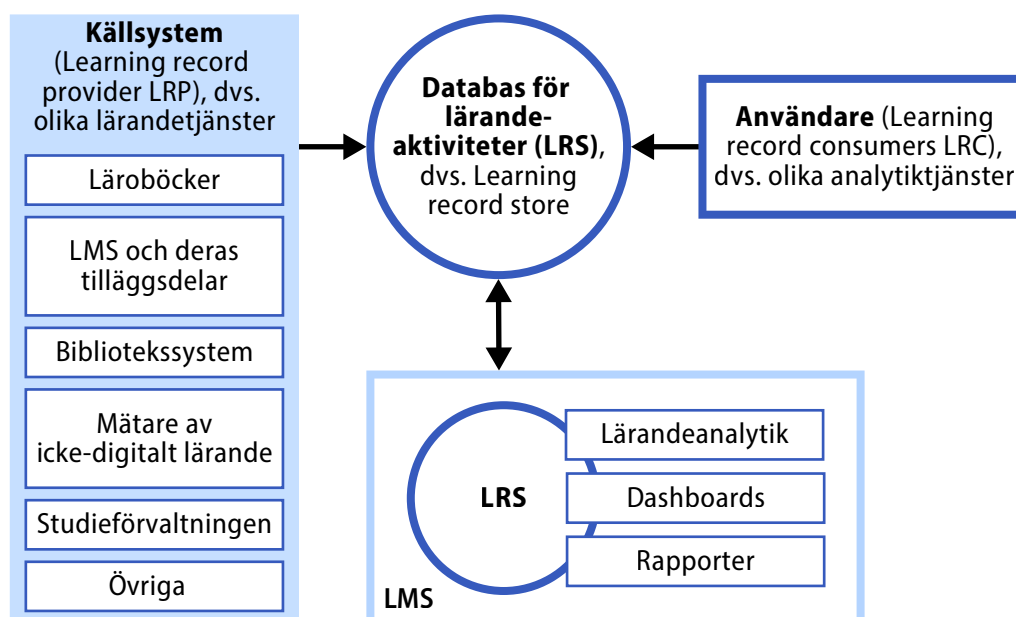 Källsystem
(Learning record
provider LRP), dvs.
olika lärandetjänster
Läroböcker
LMS och deras
tilläggsdelar
Bibliotekssystem
Mätare av
icke-digitalt lärande
Studieförvaltningen
Övriga
Databas för
lärande-
aktiviteter (LRS),
dvs. Learning
record store
Användare (Learning
record consumers LRC),
dvs. olika analytiktjänster
LRS
Lärandeanalytik
Dashboards
Rapporter
LMS